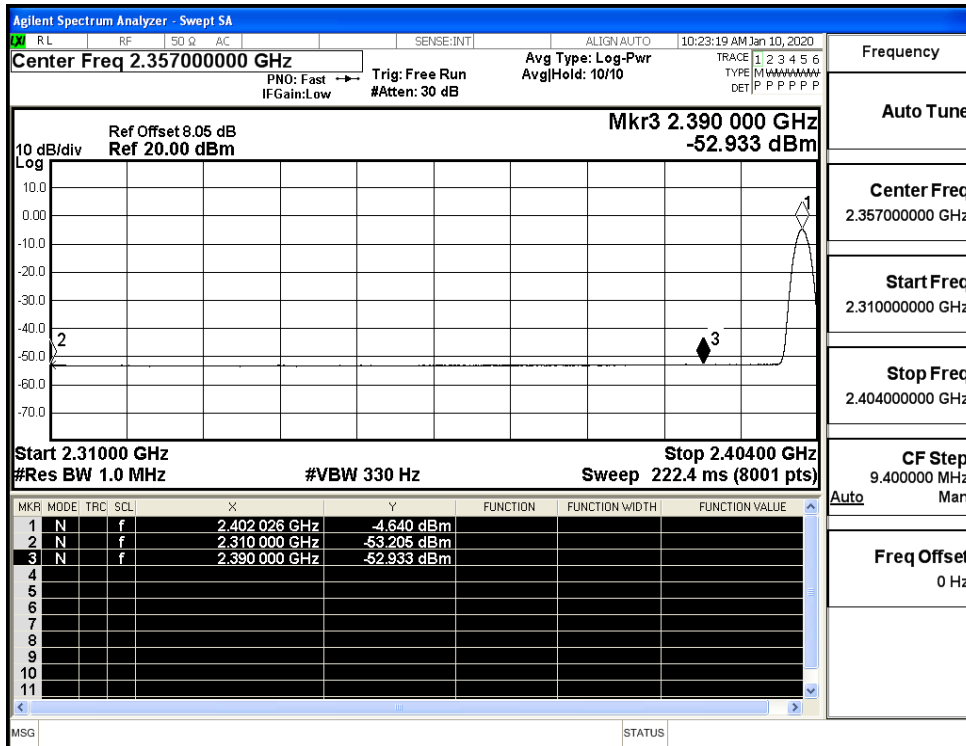 Agilent Spectrum Analyzer - Swept SA
LXI RL RF 50 Ω AC SENSE:INT ALIGN AUTO 10:23:19 AM Jan 10, 2020
Center Freq 2.357000000 GHz
PNO: Fast
IFGain:Low
Trig: Free Run
#Atten: 30 dB
Avg Type: Log-Pwr
Avg|Hold: 10/10
TRACE 1 2 3 4 5 6
TYPE M
DET P P P P P P
Mkr3 2.390 000 GHz
-52.933 dBm
Ref Offset 8.05 dB
10 dB/div Ref 20.00 dBm
Log
10.0
0.00
-10.0
-20.0
-30.0
-40.0
-50.0
-60.0
-70.0
1
2
3
Start 2.31000 GHz Stop 2.40400 GHz
#Res BW 1.0 MHz #VBW 330 Hz Sweep 222.4 ms (8001 pts)
MKR MODE TRC SCL X Y FUNCTION FUNCTION WIDTH FUNCTION VALUE
1 N f 2.402 026 GHz -4.640 dBm
2 N f 2.310 000 GHz -53.205 dBm
3 N f 2.390 000 GHz -52.933 dBm
4
5
6
7
8
9
10
11
MSG STATUS
Frequency
Auto Tune
Center Freq
2.357000000 GHz
Start Freq
2.310000000 GHz
Stop Freq
2.404000000 GHz
CF Step
9.400000 MHz
Auto Man
Freq Offset
0 Hz